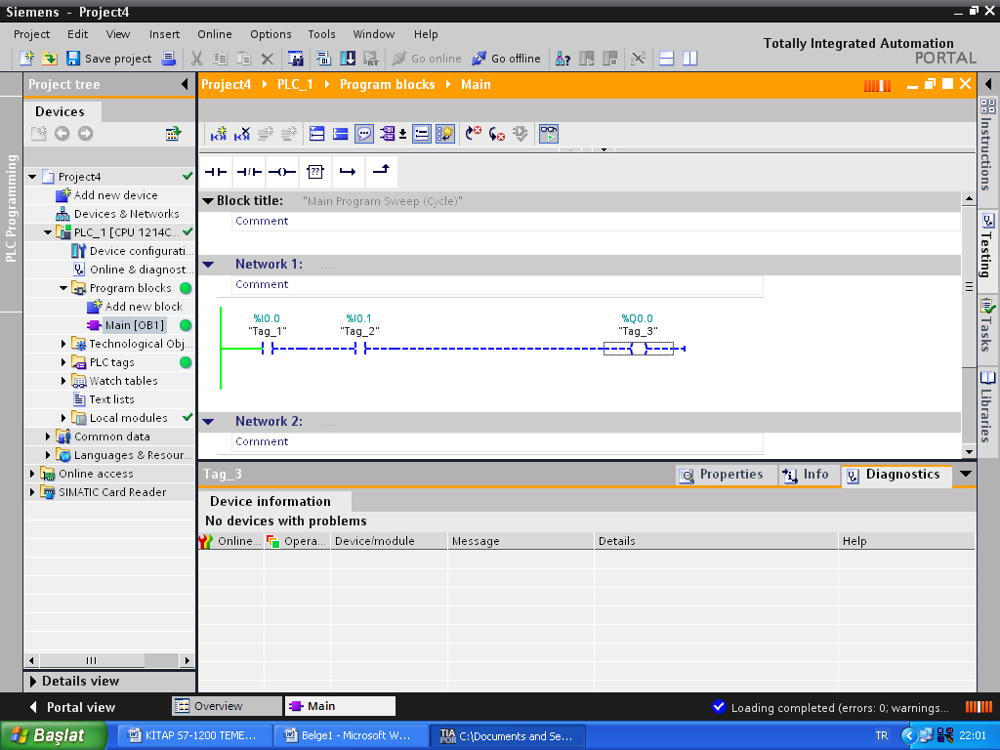 Siemens - Project4
Project Edit View Insert Online Options Tools Window Help
Totally Integrated Automation
PORTAL
Save project Go online Go offline
Project tree
Project4 PLC_1 Program blocks Main
Devices
PLC Programming
Project4
Add new device
Devices & Networks
PLC_1 [CPU 1214C...
Device configurati...
Online & diagnost...
Program blocks
Add new block
Main [OB1]
Technological Obj...
PLC tags
Watch tables
Text lists
Local modules
Common data
Languages & Resour...
Online access
SIMATIC Card Reader
Details view
??
Block title: "Main Program Sweep (Cycle)"
Comment
Network 1: .....
Comment
%I0.0 %I0.1 %Q0.0
"Tag_1" "Tag_2" "Tag_3"
Network 2: .....
Comment
Instructions
Testing
Tasks
Libraries
Tag_3 Properties Info Diagnostics
Device information
No devices with problems
Online... Opera... Device/module Message Details Help
Portal view Overview Main Loading completed (errors: 0; warnings...
Başlat KİTAP S7-1200 TEME... Belge1 - Microsoft W... TIA POR C:\Documents and Se... TR 22:01